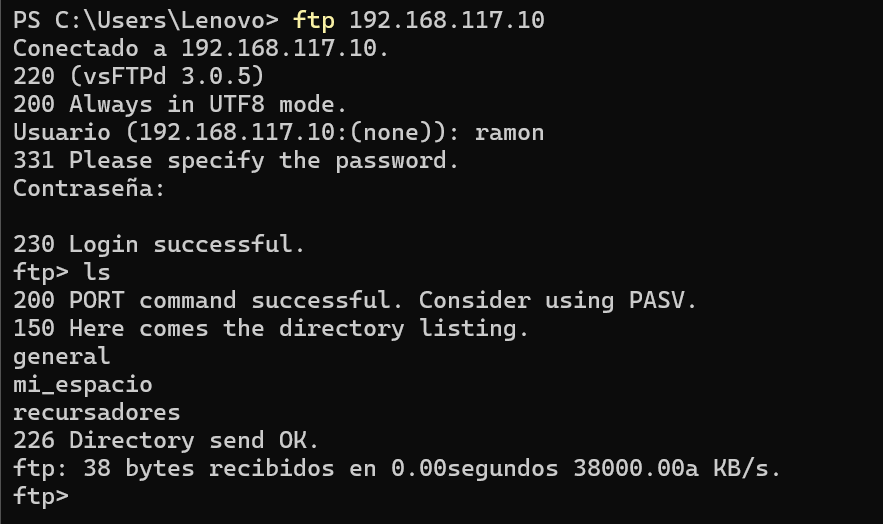 PS C:\Users\Lenovo> ftp 192.168.117.10
Conectado a 192.168.117.10.
220 (vsFTPd 3.0.5)
200 Always in UTF8 mode.
Usuario (192.168.117.10:(none)): ramon
331 Please specify the password.
Contraseña:

230 Login successful.
ftp> ls
200 PORT command successful. Consider using PASV.
150 Here comes the directory listing.
general
mi_espacio
recursadores
226 Directory send OK.
ftp: 38 bytes recibidos en 0.00segundos 38000.00a KB/s.
ftp>